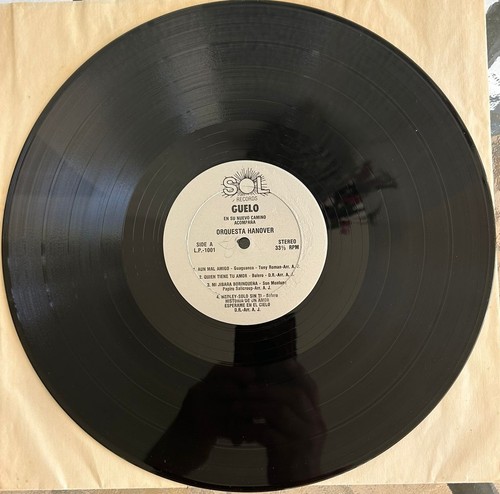 SOL
RECORDS
GUELO
EN SU NUEVO CAMINO
ACOMPAÑA
ORQUESTA HANOVER
SIDE A
L.P.-1001
STEREO
33⅓ RPM
1. AUN MAL AMIGO - Guaguanco - Tony Roman-Arr. A. J.
2. QUIEN TIENE TU AMOR - Bolero - D.R.-Arr. A. J.
3. MI JIBARA BORINQUEÑA - Son Montuno
Pepito Salicrsup-Arr. A. J.
4. MEDLEY-SOLO SIN TI - Bolero
HISTORIA DE UN AMOR
ESPERAME EN EL CIELO
D.R.-Arr. A. J.